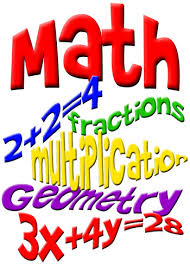 Math
2+2=4
fractions
multiplication
Geometry
3x+4y=28